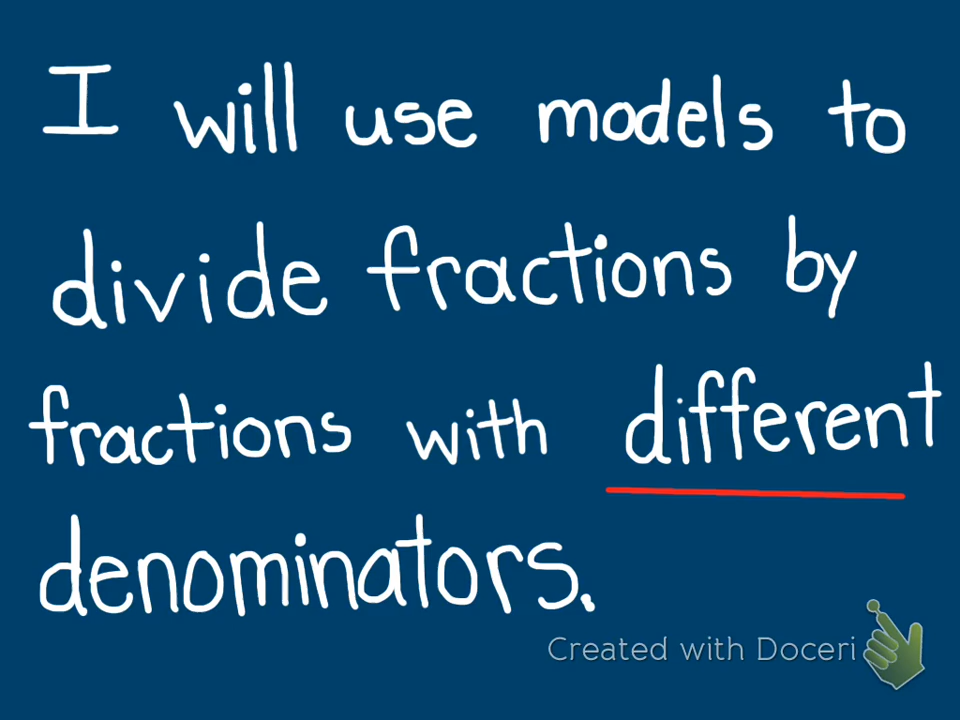 I will use models to
divide fractions by
fractions with different
denominators.
Created with Doceri